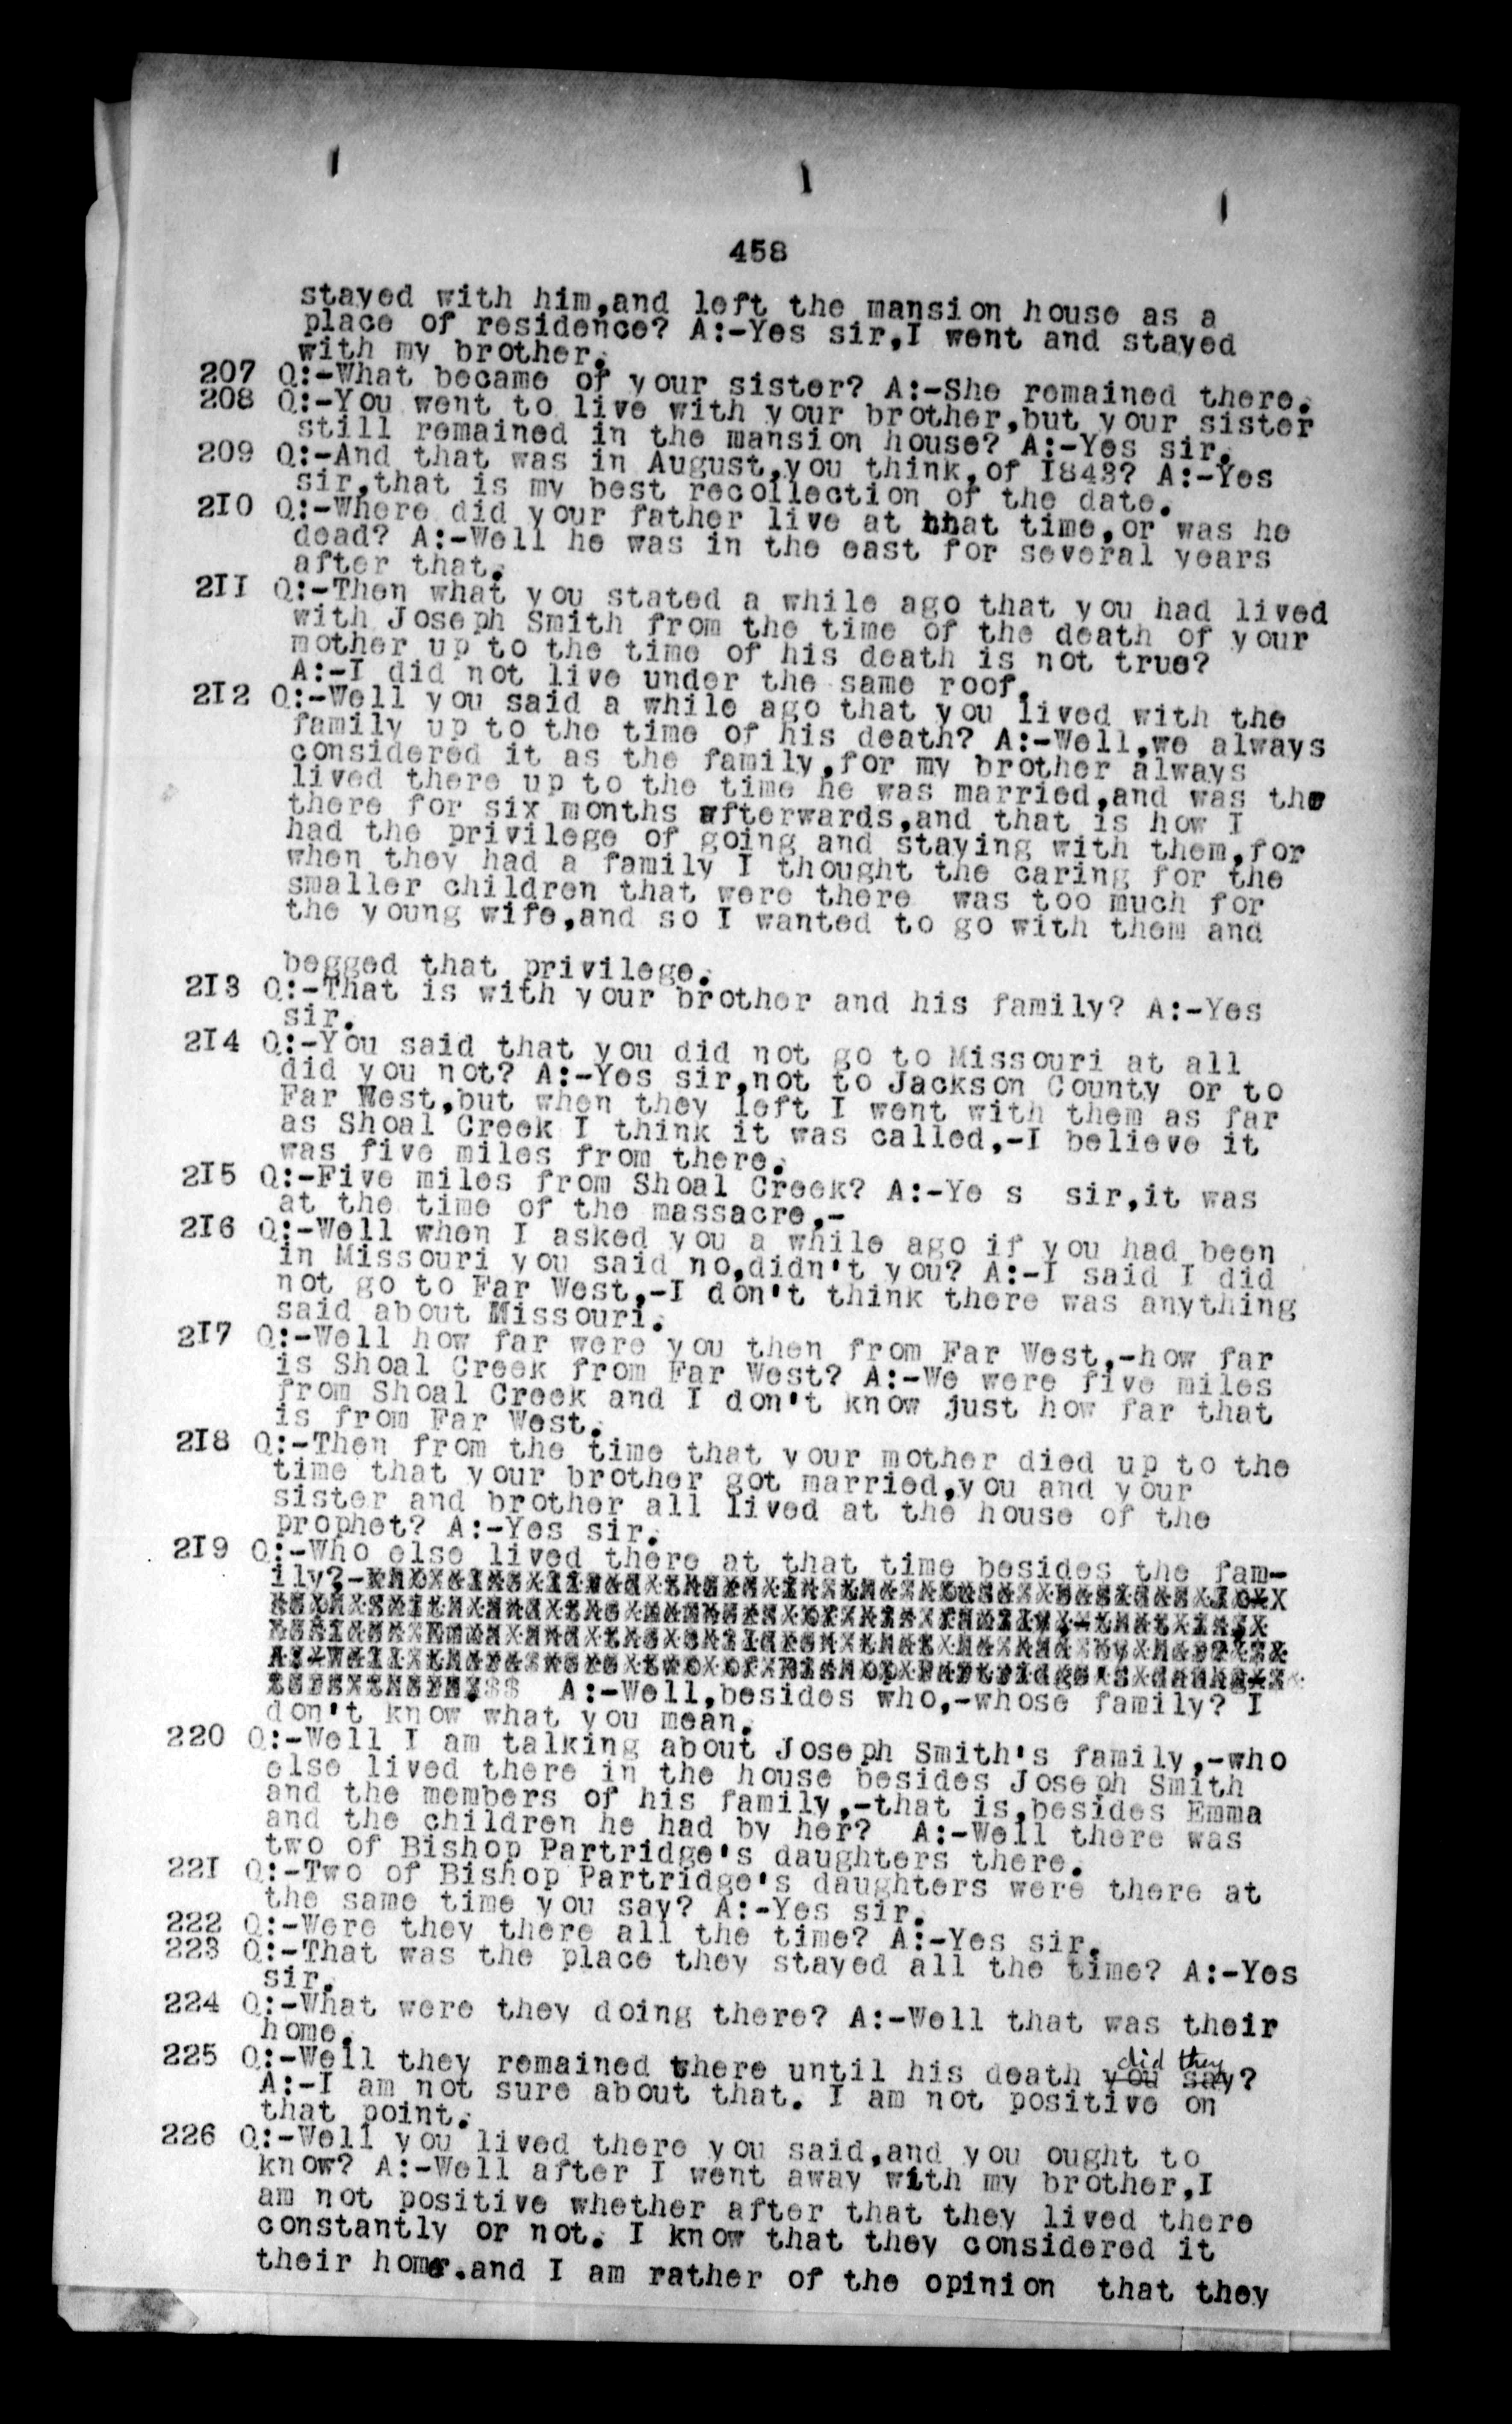 458
stayed with him,and left the mansion house as a
place of residence? A:-Yes sir,I went and stayed
with my brother.
207 Q:-What became of your sister? A:-She remained there.
208 Q:-You went to live with your brother,but your sister
still remained in the mansion house? A:-Yes sir.
209 Q:-And that was in August,you think,of I843? A:-Yes
sir,that is my best recollection of the date.
2I0 Q:-Where did your father live at that time,or was he
dead? A:-Well he was in the east for several years
after that.
2II Q:-Then what you stated a while ago that you had lived
with Joseph Smith from the time of the death of your
mother up to the time of his death is not true?
A:-I did not live under the same roof.
2I2 Q:-Well you said a while ago that you lived with the
family up to the time of his death? A:-Well,we always
considered it as the family,for my brother always
lived there up to the time he was married,and was the
there for six months afterwards,and that is how I
had the privilege of going and staying with them,for
when they had a family I thought the caring for the
smaller children that were there was too much for
the young wife,and so I wanted to go with them and
begged that privilege.
2I3 Q:-That is with your brother and his family? A:-Yes
sir.
2I4 Q:-You said that you did not go to Missouri at all
did you not? A:-Yes sir,not to Jackson County or to
Far West,but when they left I went with them as far
as Shoal Creek I think it was called,-I believe it
was five miles from there.
2I5 Q:-Five miles from Shoal Creek? A:-Ye s sir,it was
at the time of the massacre,-
2I6 Q:-Well when I asked you a while ago if you had been
in Missouri you said no,didn't you? A:-I said I did
not go to Far West,-I don't think there was anything
said about Missouri.
2I7 Q:-Well how far were you then from Far West,-how far
is Shoal Creek from Far West? A:-We were five miles
from Shoal Creek and I don't know just how far that
is from Far West.
2I8 Q:-Then from the time that your mother died up to the
time that your brother got married,you and your
sister and brother all lived at the house of the
prophet? A:-Yes sir.
2I9 Q:-Who else lived there at that time besides the fam-
ily?-
A:-Well,besides who,-whose family? I
don't know what you mean.
220 Q:-Well I am talking about Joseph Smith's family,-who
else lived there in the house besides Joseph Smith
and the members of his family,-that is,besides Emma
and the children he had by her? A:-Well there was
two of Bishop Partridge's daughters there.
22I Q:-Two of Bishop Partridge's daughters were there at
the same time you say? A:-Yes sir.
222 Q:-Were they there all the time? A:-Yes sir.
223 Q:-That was the place they stayed all the time? A:-Yes
sir.
224 Q:-What were they doing there? A:-Well that was their
home.
did they
225 Q:-Well they remained there until his death you say?
A:-I am not sure about that. I am not positive on
that point.
226 Q:-Well you lived there you said,and you ought to
know? A:-Well after I went away with my brother,I
am not positive whether after that they lived there
constantly or not. I know that they considered it
their home.and I am rather of the opinion that they